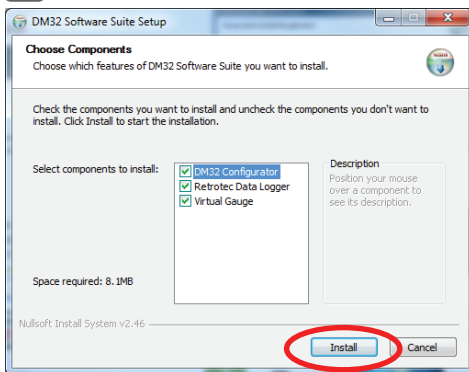 DM32 Software Suite Setup
Choose Components
Choose which features of DM32 Software Suite you want to install.
Check the components you want to install and uncheck the components you don't want to
install. Click Install to start the installation.
Select components to install:
DM32 Configurator
Retrotec Data Logger
Virtual Gauge
Description
Position your mouse
over a component to
see its description.
Space required: 8.1MB
Nullsoft Install System v2.46
Install
Cancel